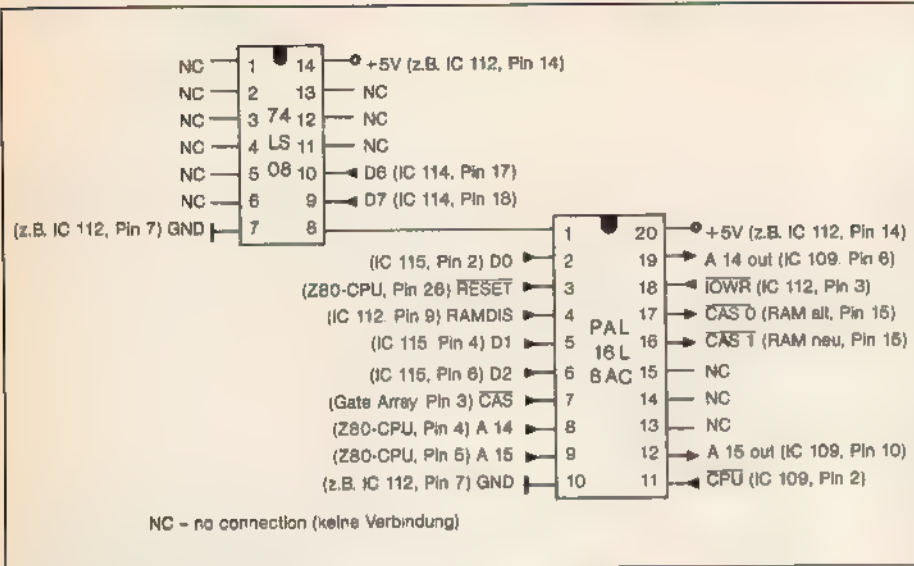 NC 1 14 +5V (z.B. IC 112, Pin 14)
NC 2 13 NC
NC 3 74 12 NC
NC 4 LS 11 NC
NC 5 08 10 D6 (IC 114, Pin 17)
NC 6 9 D7 (IC 114, Pin 18)
(z.B. IC 112, Pin 7) GND 7 8
1 20 +5V (z.B. IC 112, Pin 14)
(IC 115, Pin 2) D0 2 19 A 14 out (IC 109. Pin 6)
(Z80-CPU, Pin 26) RESET 3 18 IOWR (IC 112, Pin 3)
(IC 112. Pin 9) RAMDIS 4 17 CAS 0 (RAM alt, Pin 15)
(IC 115 Pin 4) D1 5 PAL 16 CAS 1 (RAM neu, Pin 15)
(IC 115, Pin 6) D2 6 16L 15 NC
(Gate Array Pin 3) CAS 7 8AC 14 NC
(Z80-CPU, Pin 4) A 14 8 13 NC
(Z80-CPU, Pin 5) A 15 9 12 A 15 out (IC 109, Pin 10)
(z.B. IC 112, Pin 7) GND 10 11 CPU (IC 109, Pin 2)
NC – no connection (keine Verbindung)